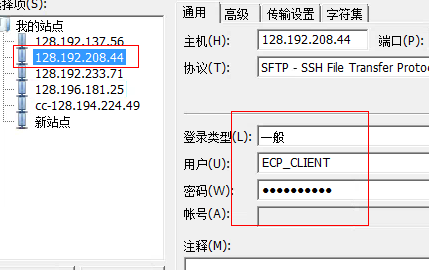 选择项(S):
我的站点
128.192.137.56
128.192.208.44
128.192.233.71
128.196.181.25
cc-128.194.224.49
新站点
通用
高级
传输设置
字符集
主机(H):
128.192.208.44
端口(P):
协议(T):
SFTP - SSH File Transfer Proto
登录类型(L):
一般
用户(U):
ECP_CLIENT
密码(W):
●●●●●●●●●●
帐号(A):
注释(M):